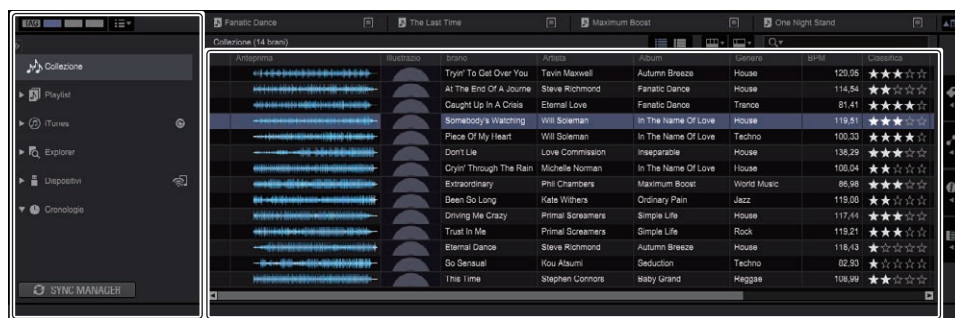 TAG
Fanatic Dance The Last Time Maximum Boost One Night Stand
Collezione (14 brani)
Collezione
Playlist
iTunes
Explorer
Dispositivi
Cronologie
SYNC MANAGER
Anteprima Illustrazio brano Artista Album Genere BPM Classifica
Tryin' To Get Over You Tevin Maxwell Autumn Breeze House 129,95
At The End Of A Journe Steve Richmond Fanatic Dance House 114,54
Caught Up In A Crisis Eternal Love Fanatic Dance Trance 81,41
Somebody's Watching Will Soleman In The Name Of Love House 119,51
Piece Of My Heart Will Soleman In The Name Of Love Techno 100,33
Don't Lie Love Commission Inseparable House 138,29
Cryin' Through The Rain Michelle Norman In The Name Of Love House 108,04
Extraordinary Phil Chambers Maximum Boost World Music 86,98
Been So Long Kate Withers Ordinary Pain Jazz 119,08
Driving Me Crazy Primal Screamers Simple Life House 117,44
Trust In Me Primal Screamers Simple Life Rock 119,21
Eternal Dance Steve Richmond Autumn Breeze House 118,43
So Sensual Kou Atsumi Seduction Techno 82,93
This Time Stephen Connors Baby Grand Reggae 108,99